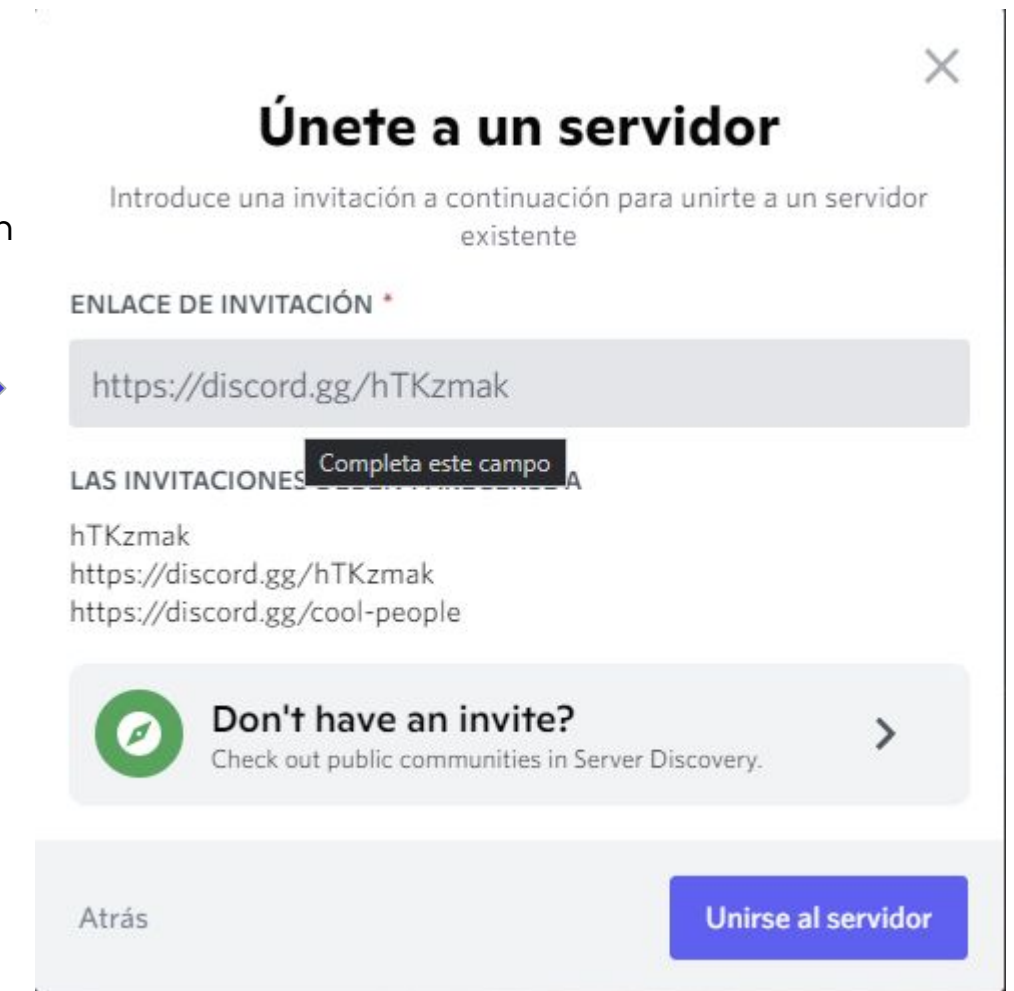 Únete a un servidor
Introduce una invitación a continuación para unirte a un servidor
existente
n
ENLACE DE INVITACIÓN *
https://discord.gg/hTKzmak
Completa este campo
LAS INVITACIONES A
hTKzmak
https://discord.gg/hTKzmak
https://discord.gg/cool-people
Don't have an invite?
Check out public communities in Server Discovery.
Atrás
Unirse al servidor